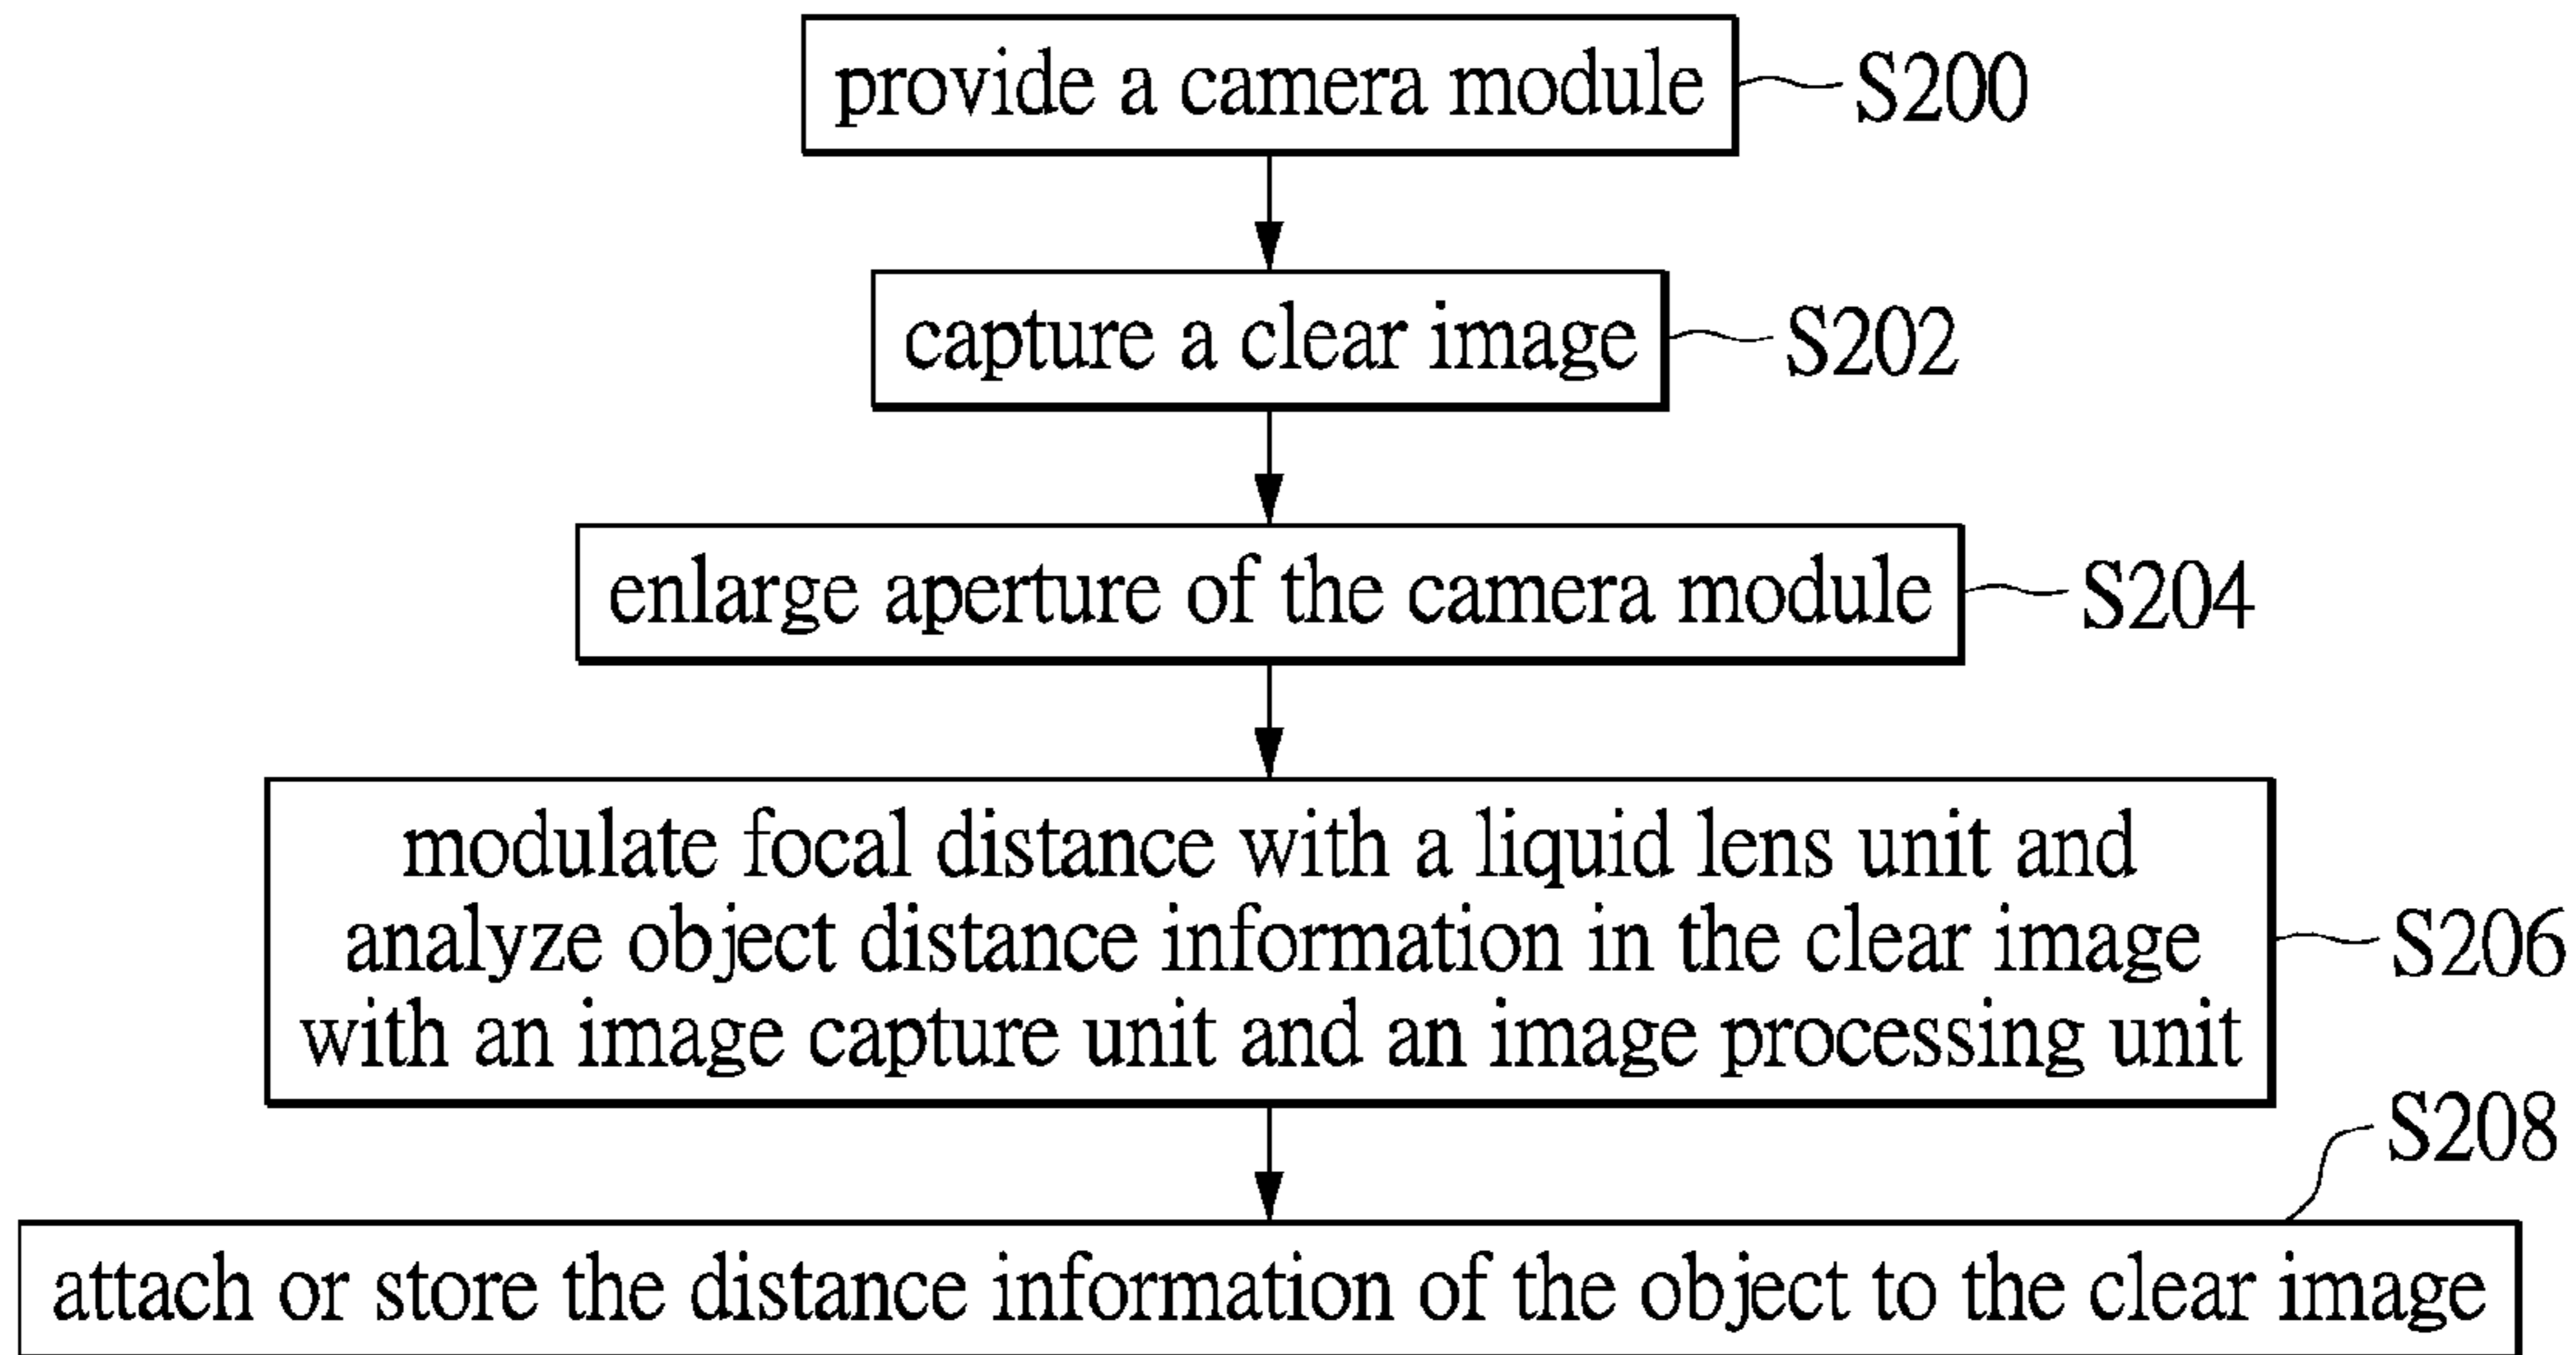 provide a camera module
S200
capture a clear image
S202
enlarge aperture of the camera module
S204
modulate focal distance with a liquid lens unit and
analyze object distance information in the clear image
with an image capture unit and an image processing unit
S206
S208
attach or store the distance information of the object to the clear image